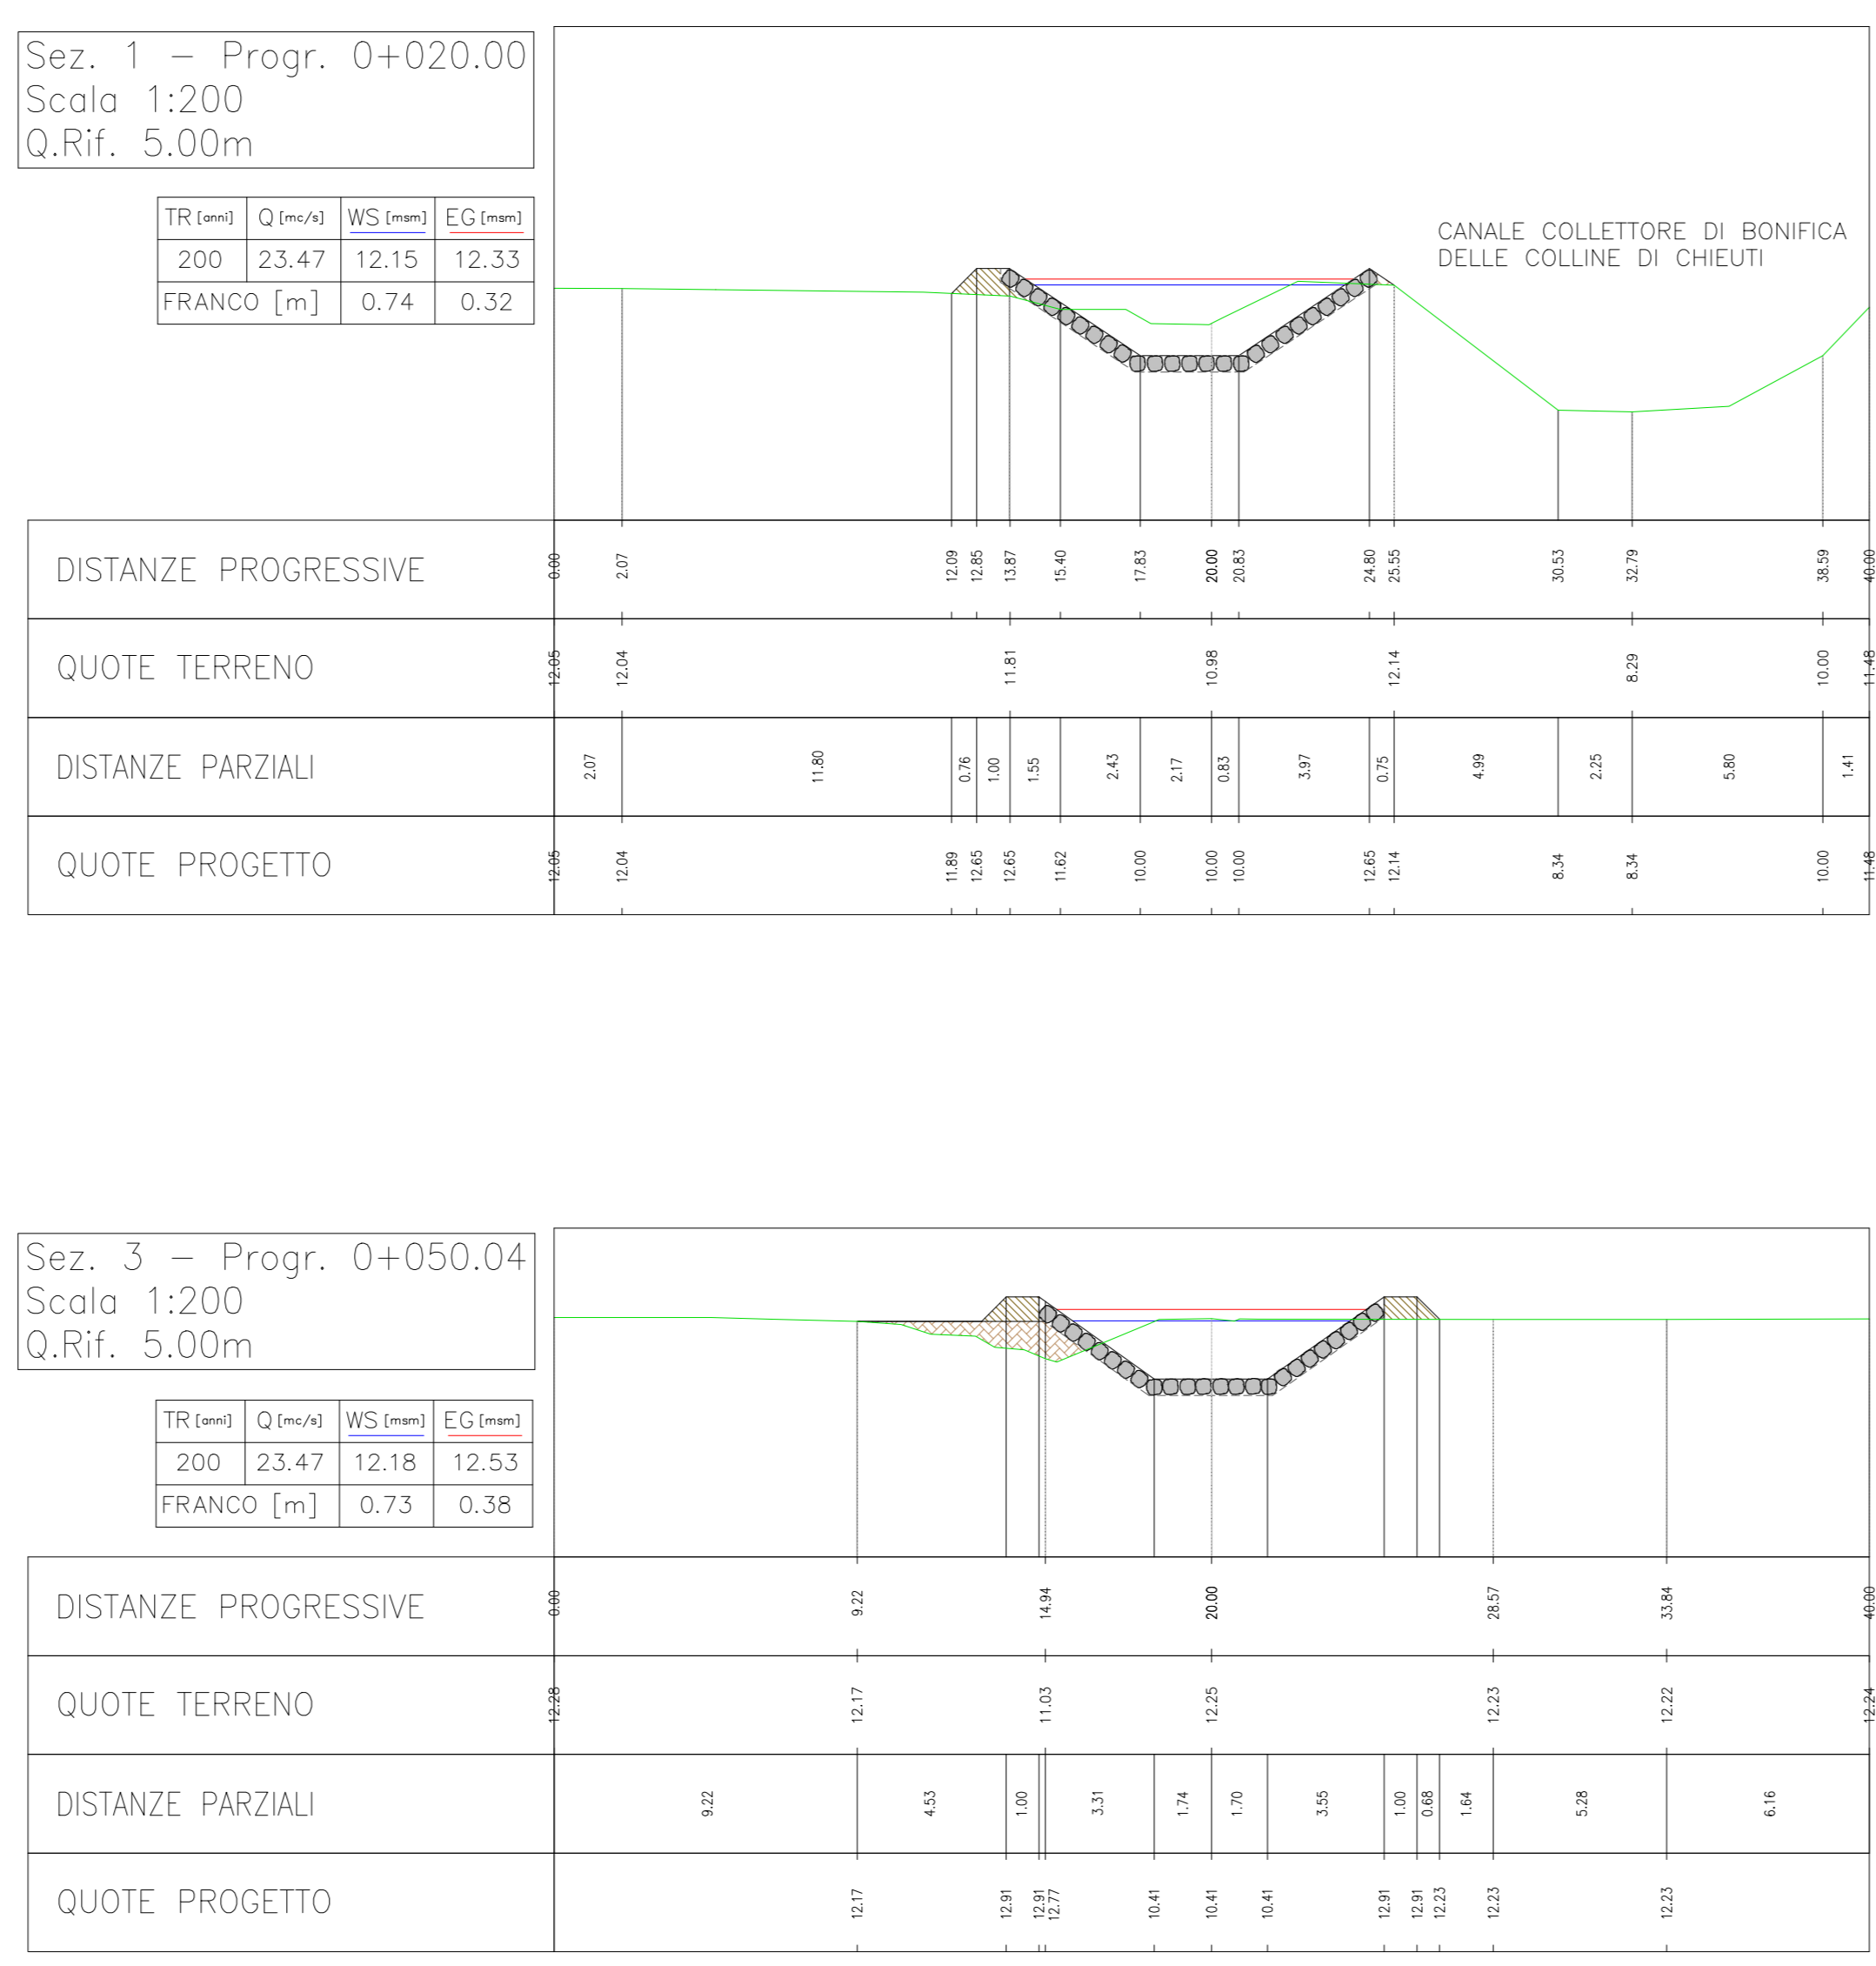 Sez. 1 – Progr. 0+020.00
Scala 1:200
Q.Rif. 5.00m
TR [anni] Q [mc/s] WS [msm] EG [msm]
200 23.47 12.15 12.33
FRANCO [m] 0.74 0.32
CANALE COLLETTORE DI BONIFICA
DELLE COLLINE DI CHIEUTI
DISTANZE PROGRESSIVE 0.00 2.07 12.09 12.85 13.87 15.40 17.83 20.00 20.83 24.80 25.55 30.53 32.79 38.59 40.00
QUOTE TERRENO 12.05 12.04 11.81 10.98 12.14 8.29 10.00 11.48
DISTANZE PARZIALI 2.07 11.80 0.76 1.00 1.55 2.43 2.17 0.83 3.97 0.75 4.99 2.25 5.80 1.41
QUOTE PROGETTO 12.05 12.04 11.89 12.65 12.65 11.62 10.00 10.00 10.00 12.65 12.14 8.34 8.34 10.00 11.48
Sez. 3 – Progr. 0+050.04
Scala 1:200
Q.Rif. 5.00m
TR [anni] Q [mc/s] WS [msm] EG [msm]
200 23.47 12.18 12.53
FRANCO [m] 0.73 0.38
DISTANZE PROGRESSIVE 0.00 9.22 14.94 20.00 28.57 33.84 40.00
QUOTE TERRENO 12.28 12.17 11.03 12.25 12.23 12.22 12.24
DISTANZE PARZIALI 9.22 4.53 1.00 3.31 1.74 1.70 3.55 1.00 0.68 1.64 5.28 6.16
QUOTE PROGETTO 12.17 12.91 12.91 12.77 10.41 10.41 10.41 12.91 12.91 12.23 12.23 12.23